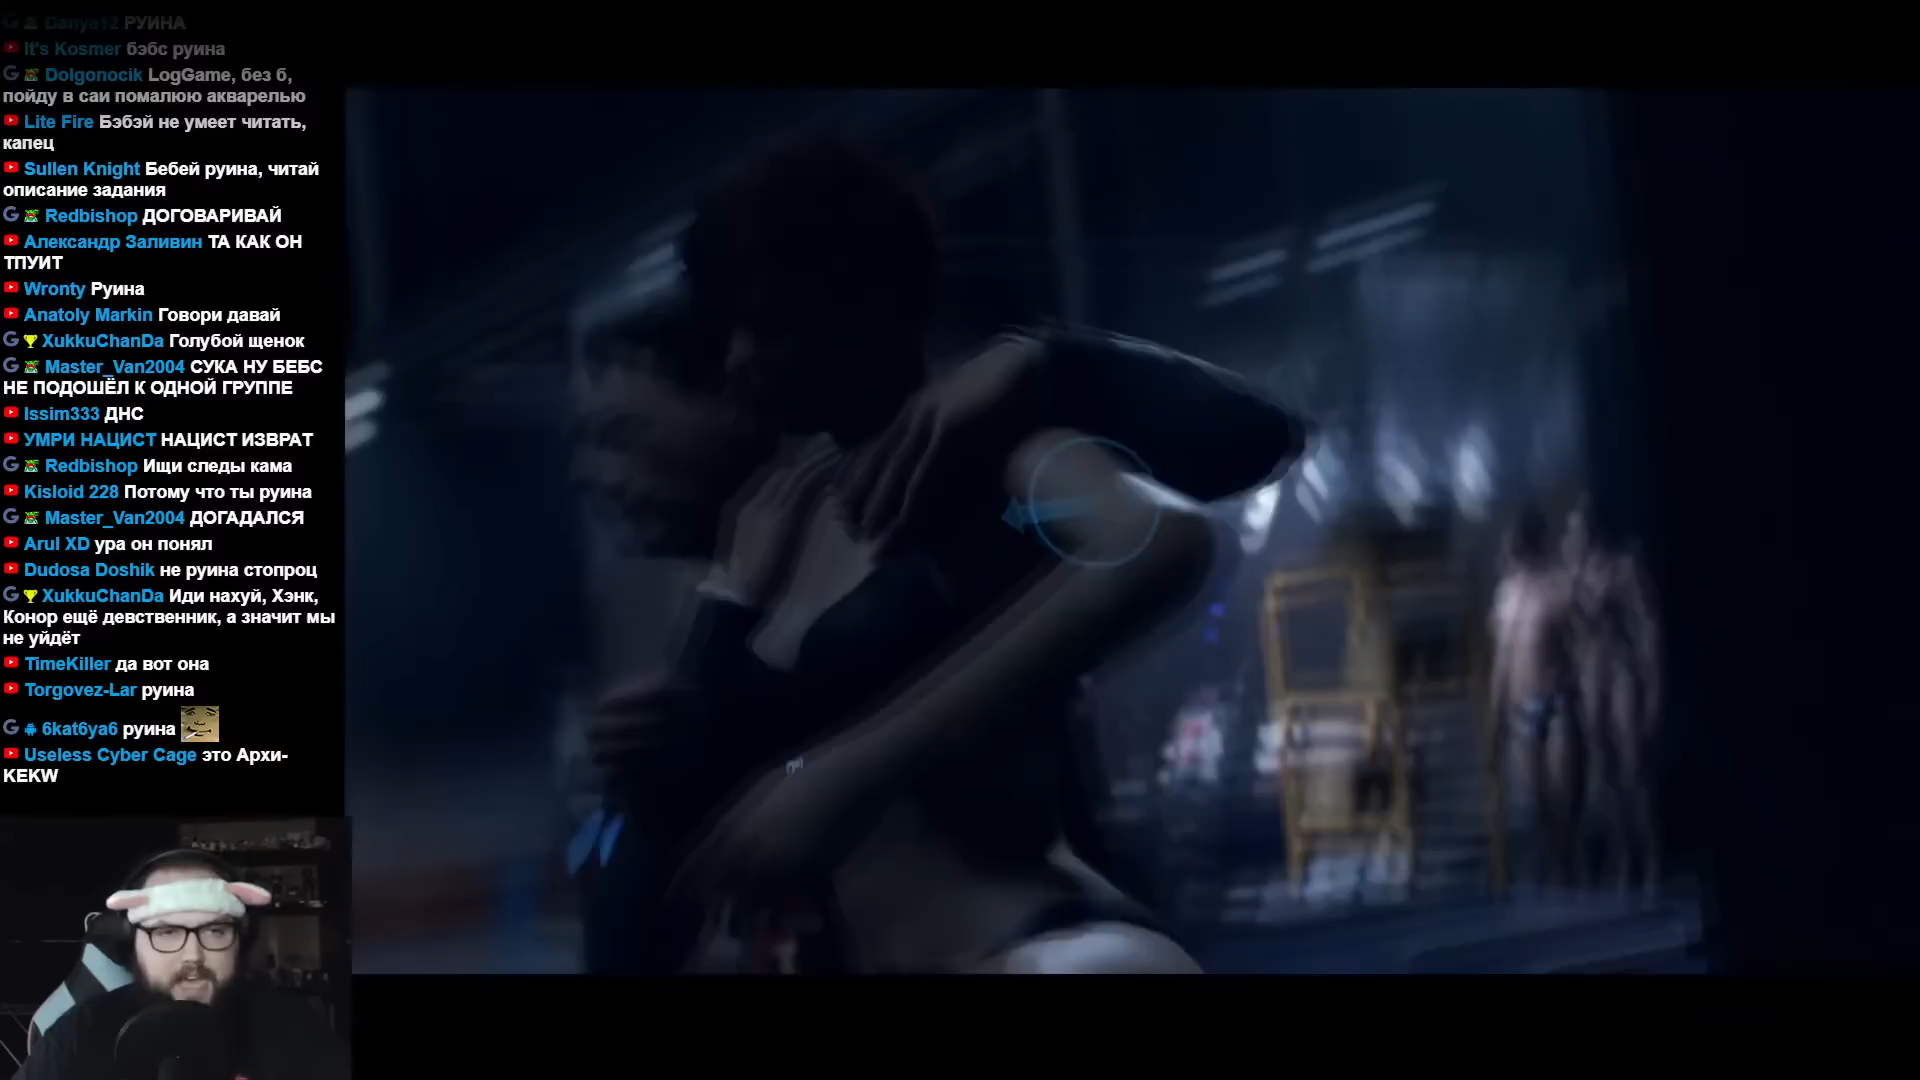 Danya12 РУИНА
It's Kosmer бэбс руина
Dolgonocik LogGame, без б,
пойду в саи помалюю акварелью
Lite Fire Бэбэй не умеет читать,
капец
Sullen Knight Бебей руина, читай
описание задания
Redbishop ДОГОВАРИВАЙ
Александр Заливин ТА КАК ОН
ТПУИТ
Wronty Руина
Anatoly Markin Говори давай
XukkuChanDa Голубой щенок
Master_Van2004 СУКА НУ БЕБС
НЕ ПОДОШЁЛ К ОДНОЙ ГРУППЕ
Issim333 ДНС
УМРИ НАЦИСТ НАЦИСТ ИЗВРАТ
Redbishop Ищи следы кама
Kisloid 228 Потому что ты руина
Master_Van2004 ДОГАДАЛСЯ
Arul XD ура он понял
Dudosa Doshik не руина стопроц
XukkuChanDa Иди нахуй, Хэнк,
Конор ещё девственник, а значит мы
не уйдёт
TimeKiller да вот она
Torgovez-Lar руина
6kat6ya6 руина
Useless Cyber Cage это Архи-
KEKW